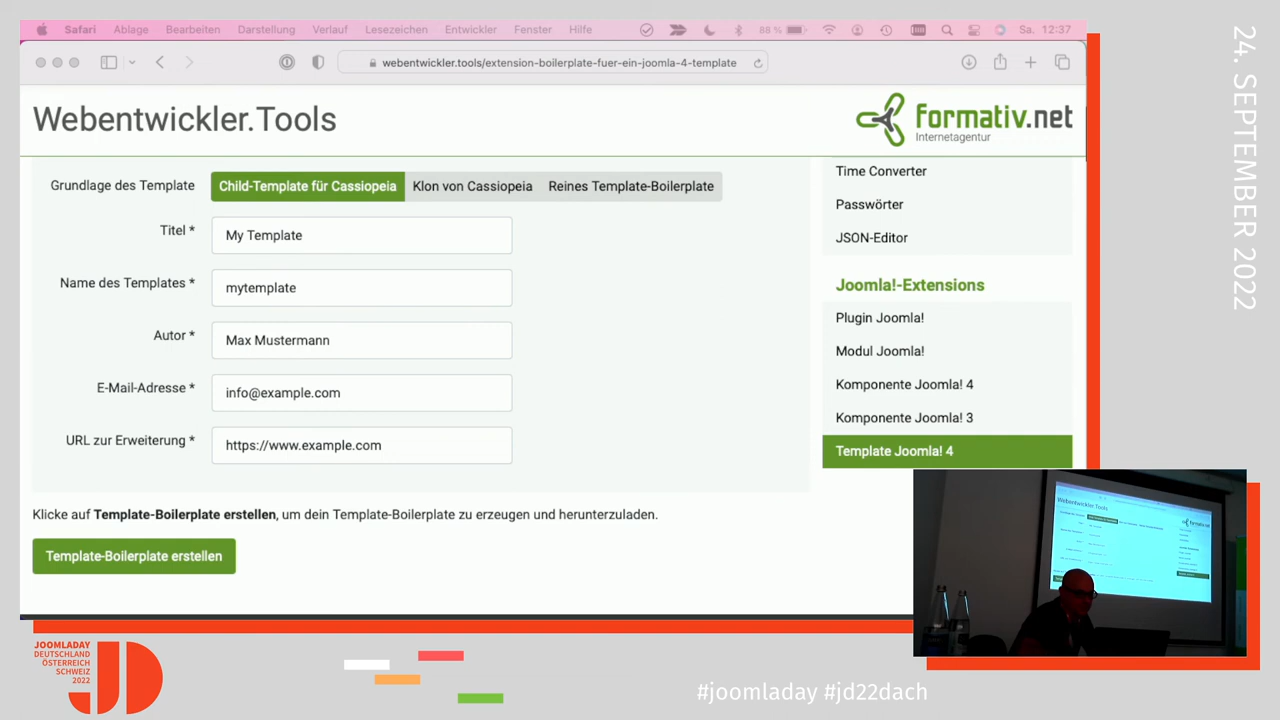 Safari Ablage Bearbeiten Darstellung Verlauf Lesezeichen Entwickler Fenster Hilfe 88 % Sa. 12:37
webentwickler.tools/extension-boilerplate-fuer-ein-joomla-4-template
Webentwickler.Tools
formativ.net
Internetagentur
Grundlage des Template
Child-Template für Cassiopeia
Klon von Cassiopeia
Reines Template-Boilerplate
Titel *
My Template
Name des Templates *
mytemplate
Autor *
Max Mustermann
E-Mail-Adresse *
info@example.com
URL zur Erweiterung *
https://www.example.com
Klicke auf Template-Boilerplate erstellen, um dein Template-Boilerplate zu erzeugen und herunterzuladen.
Template-Boilerplate erstellen
Time Converter
Passwörter
JSON-Editor
Joomla!-Extensions
Plugin Joomla!
Modul Joomla!
Komponente Joomla! 4
Komponente Joomla! 3
Template Joomla! 4
24. SEPTEMBER 2022
Webentwickler.Tools
JOOMLADAY
DEUTSCHLAND
ÖSTERREICH
SCHWEIZ
2022
JD
#joomladay #jd22dach